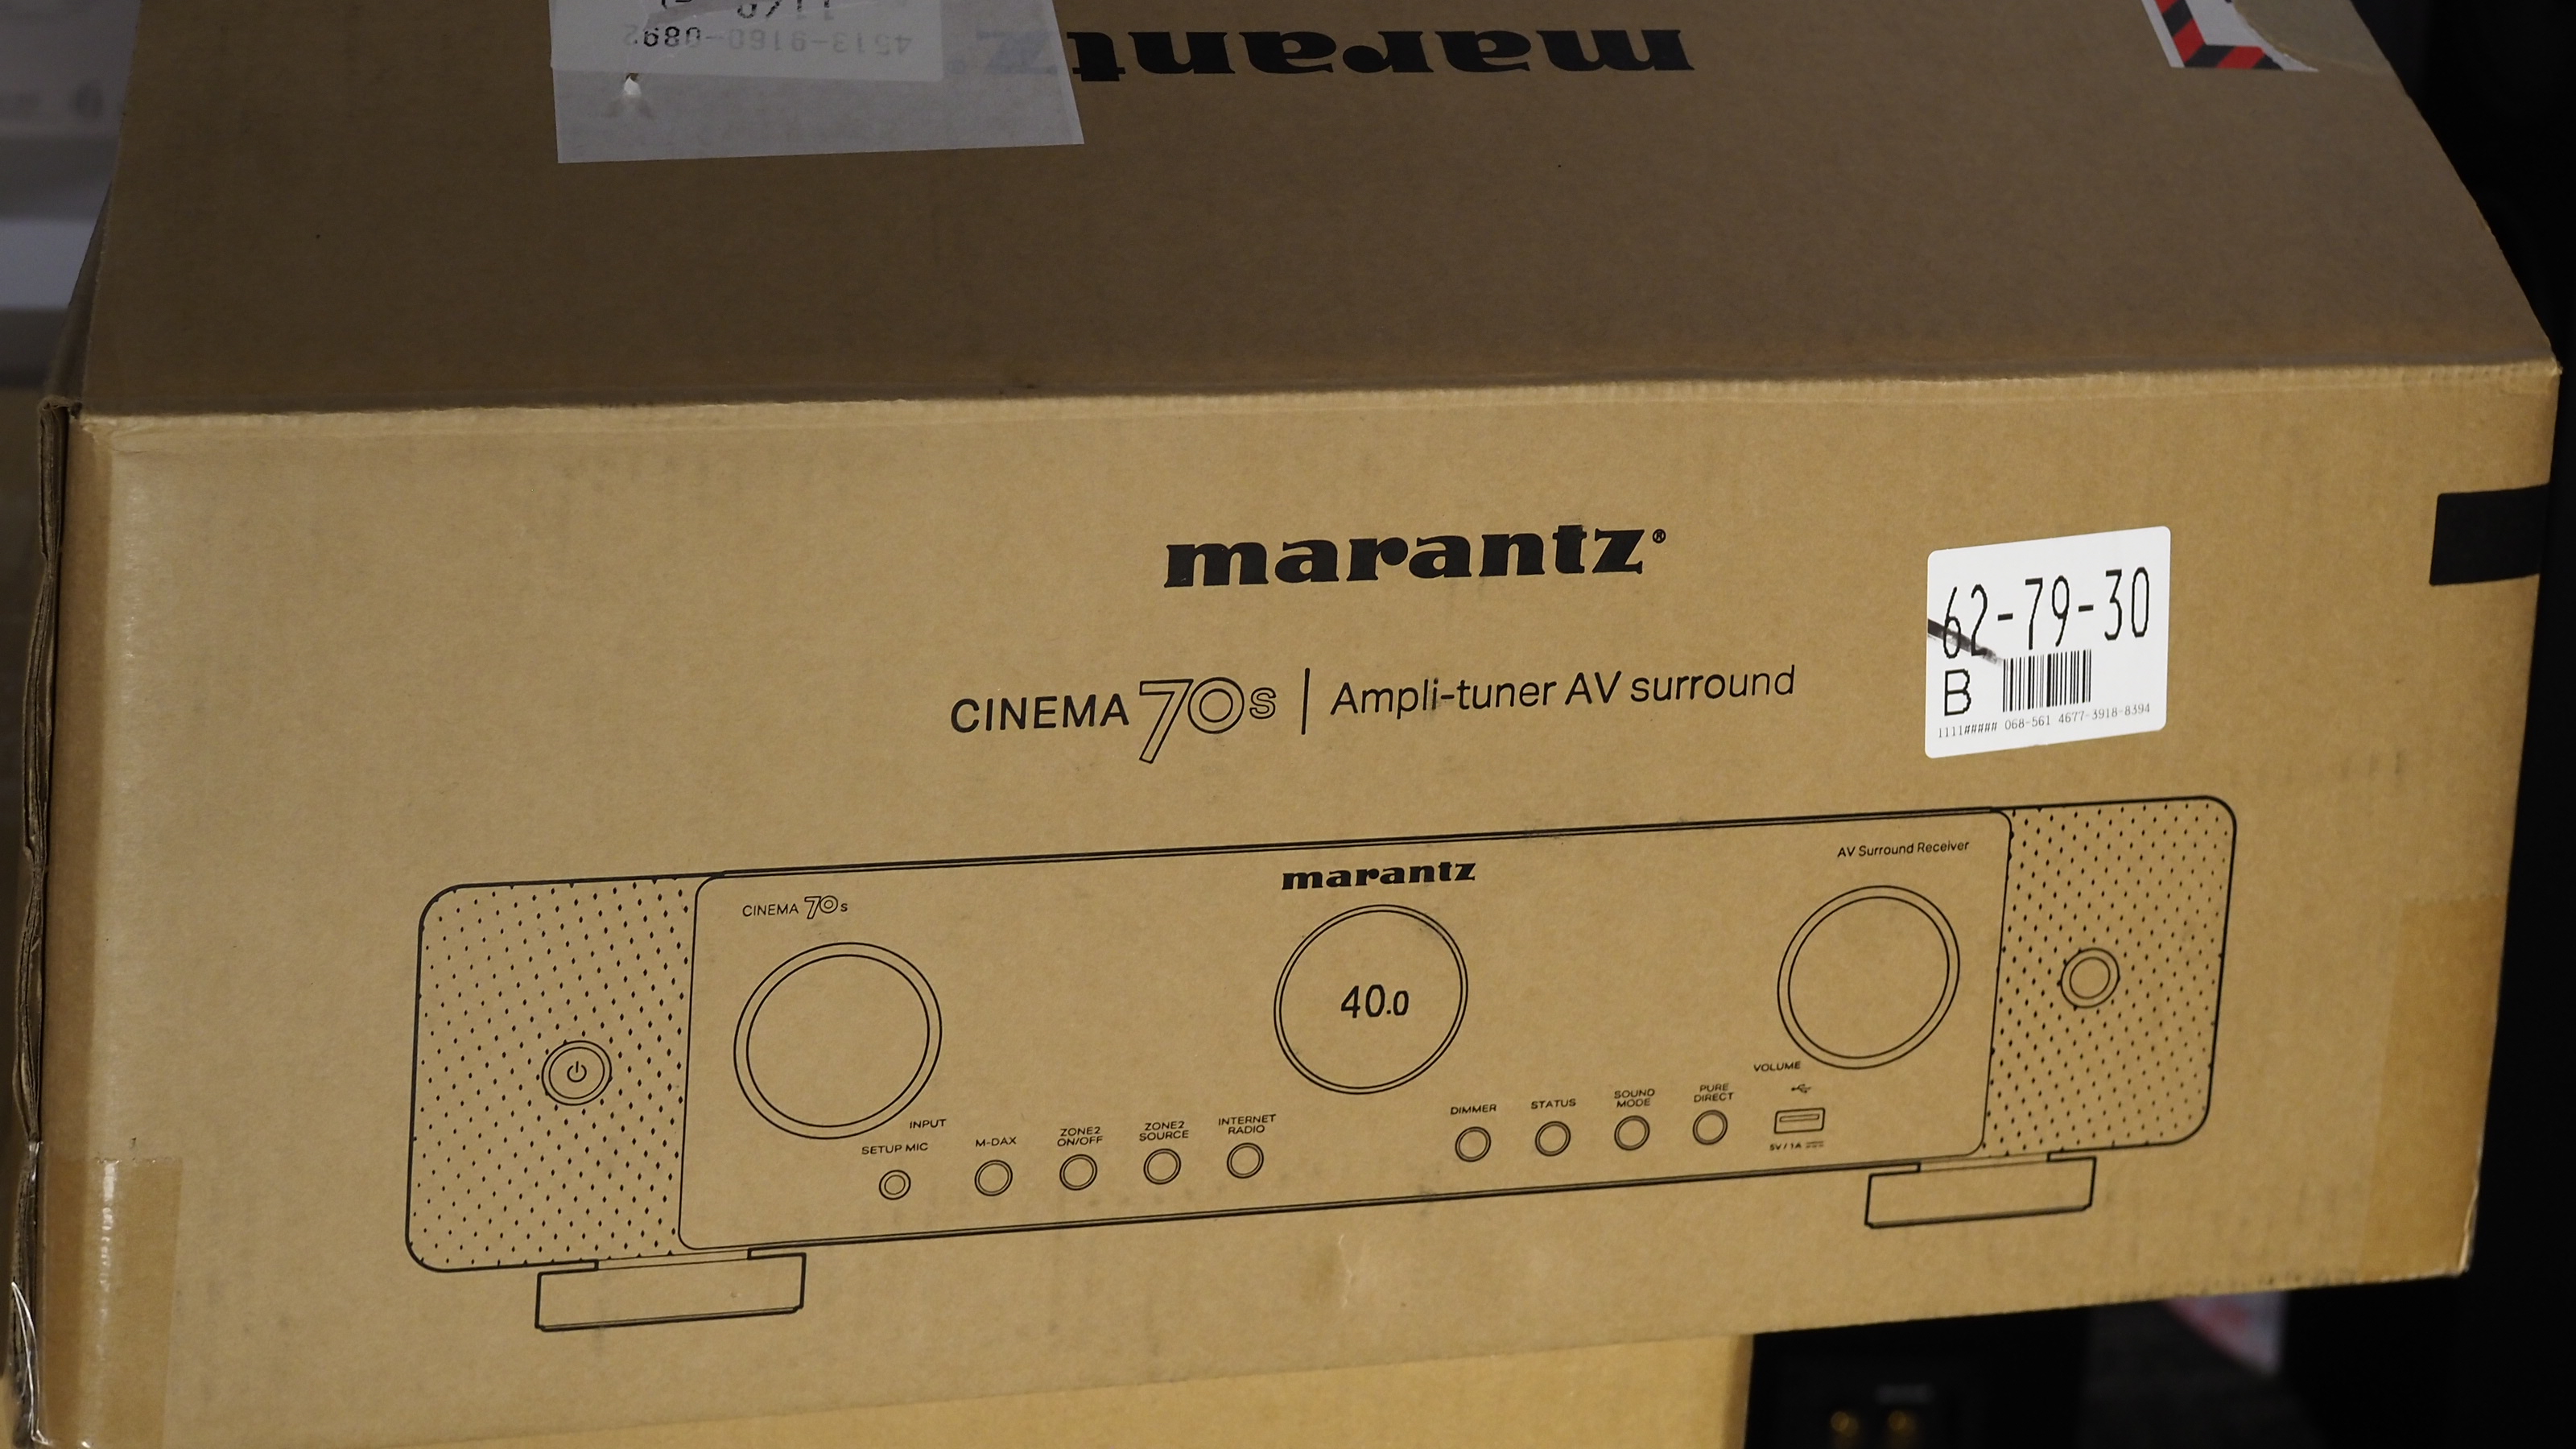 4513-9160-0892
marant
marantz®
CINEMA 70s | Ampli-tuner AV surround
62-79-30
B
1111##### 068-561 4677-3918-8394
marantz
AV Surround Receiver
CINEMA 70s
40.0
INPUT
VOLUME
SETUP MIC
M-DAX
ZONE2 ON/OFF
ZONE2 SOURCE
INTERNET RADIO
DIMMER
STATUS
SOUND MODE
PURE DIRECT
5V/1A